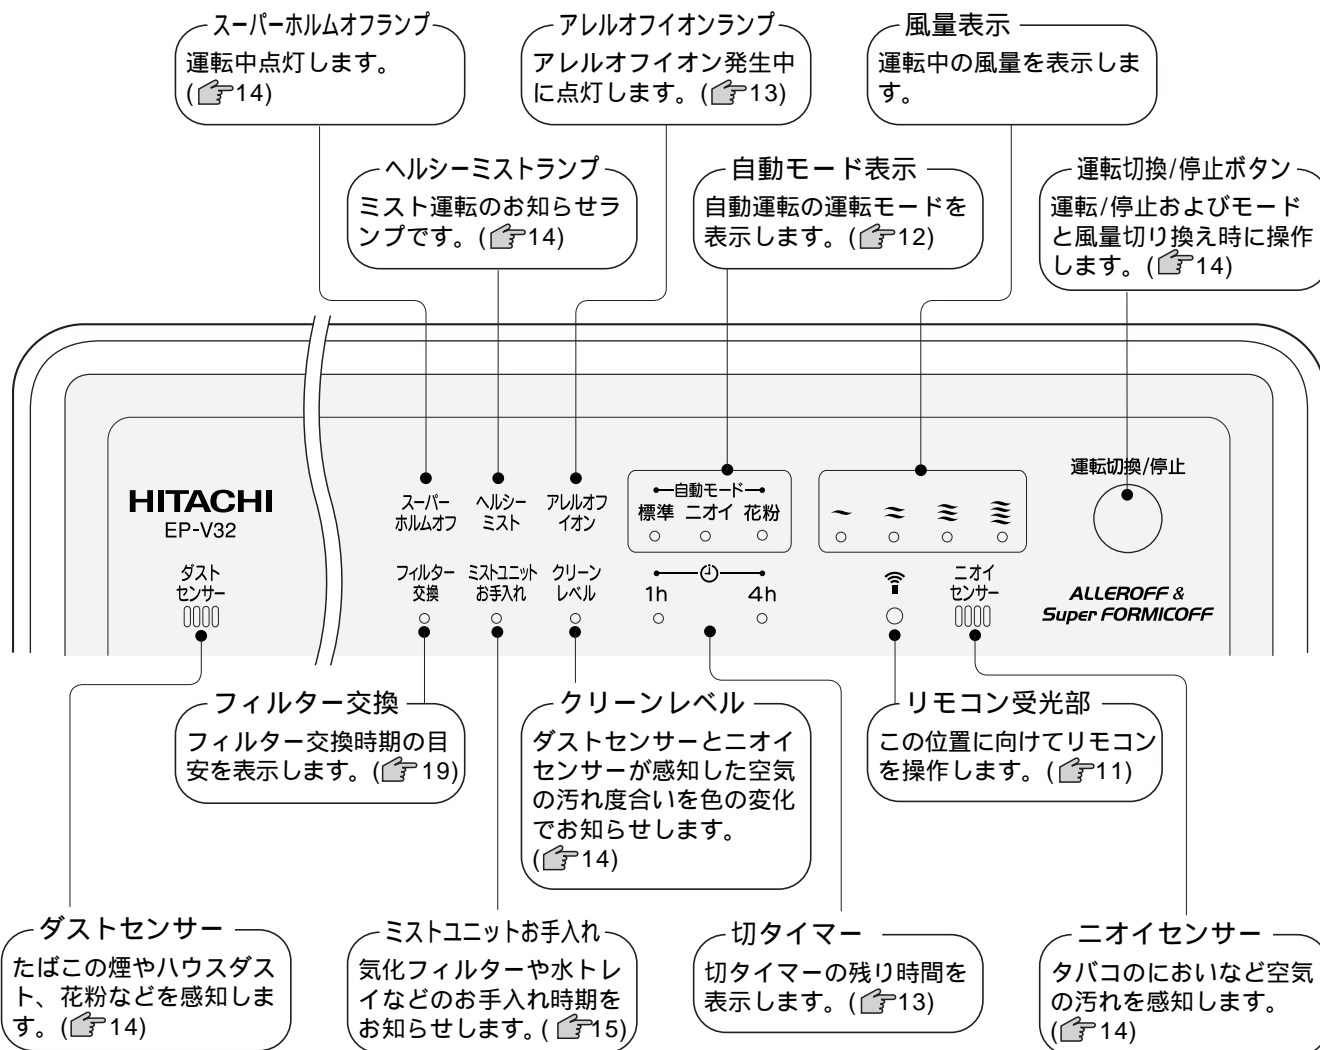 スーパーホルムオフランプ
運転中点灯します。
(14)
アレルオフイオンランプ
アレルオフイオン発生中
に点灯します。(13)
風量表示
運転中の風量を表示しま
す。
ヘルシーミストランプ
ミスト運転のお知らせラ
ンプです。(14)
自動モード表示
自動運転の運転モードを
表示します。(12)
運転切換/停止ボタン
運転/停止およびモード
と風量切り換え時に操作
します。(14)
HITACHI
EP-V32
ダスト
センサー
スーパー
ホルムオフ
ヘルシー
ミスト
アレルオフ
イオン
自動モード
標準 ニオイ 花粉
運転切換/停止
フィルター
交換
ミストユニット
お手入れ
クリーン
レベル
1h 4h
ニオイ
センサー
ALLEROFF &
Super FORMICOFF
フィルター交換
フィルター交換時期の目
安を表示します。(19)
クリーンレベル
ダストセンサーとニオイ
センサーが感知した空気
の汚れ度合いを色の変化
でお知らせします。
(14)
リモコン受光部
この位置に向けてリモコン
を操作します。(11)
ダストセンサー
たばこの煙やハウスダス
ト、花粉などを感知しま
す。(14)
ミストユニットお手入れ
気化フィルターや水トレ
イなどのお手入れ時期を
お知らせします。(15)
切タイマー
切タイマーの残り時間を
表示します。(13)
ニオイセンサー
タバコのにおいなど空気
の汚れを感知します。
(14)